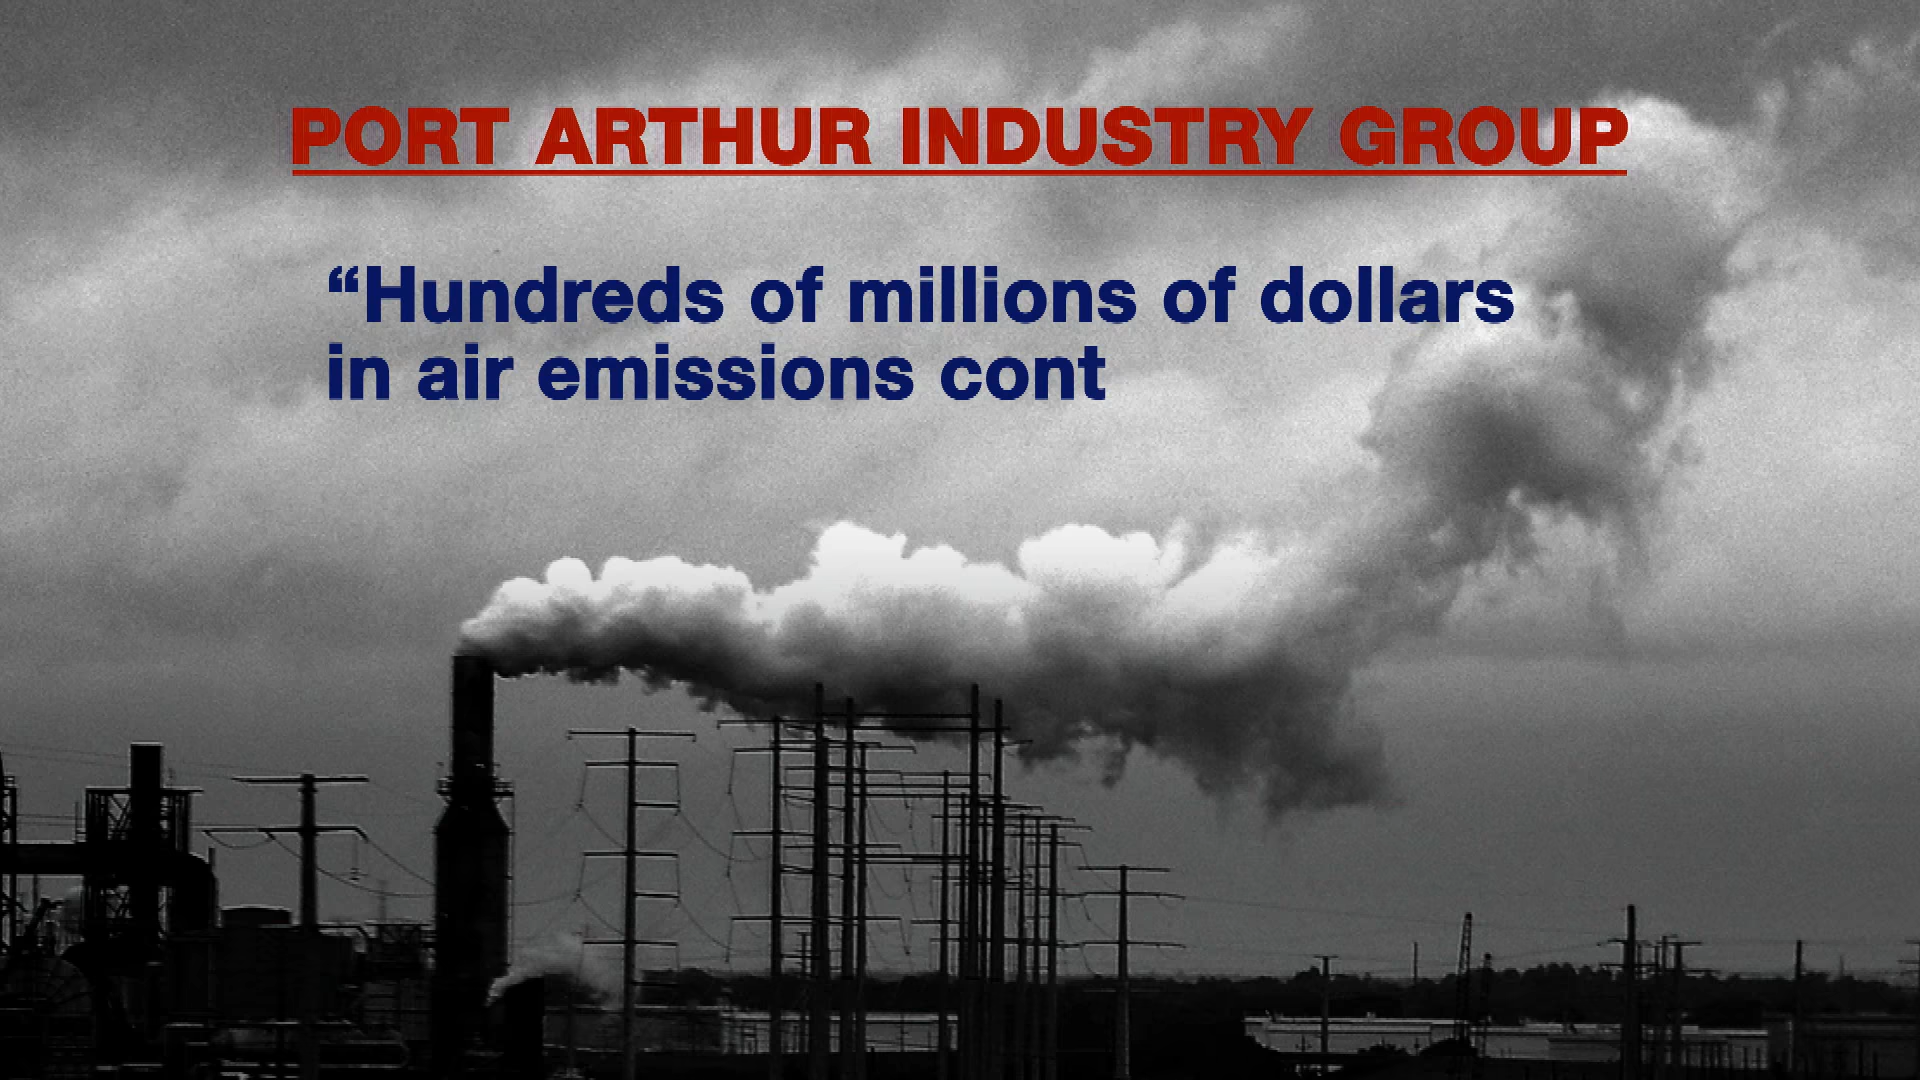 PORT ARTHUR INDUSTRY GROUP
“Hundreds of millions of dollars
in air emissions cont